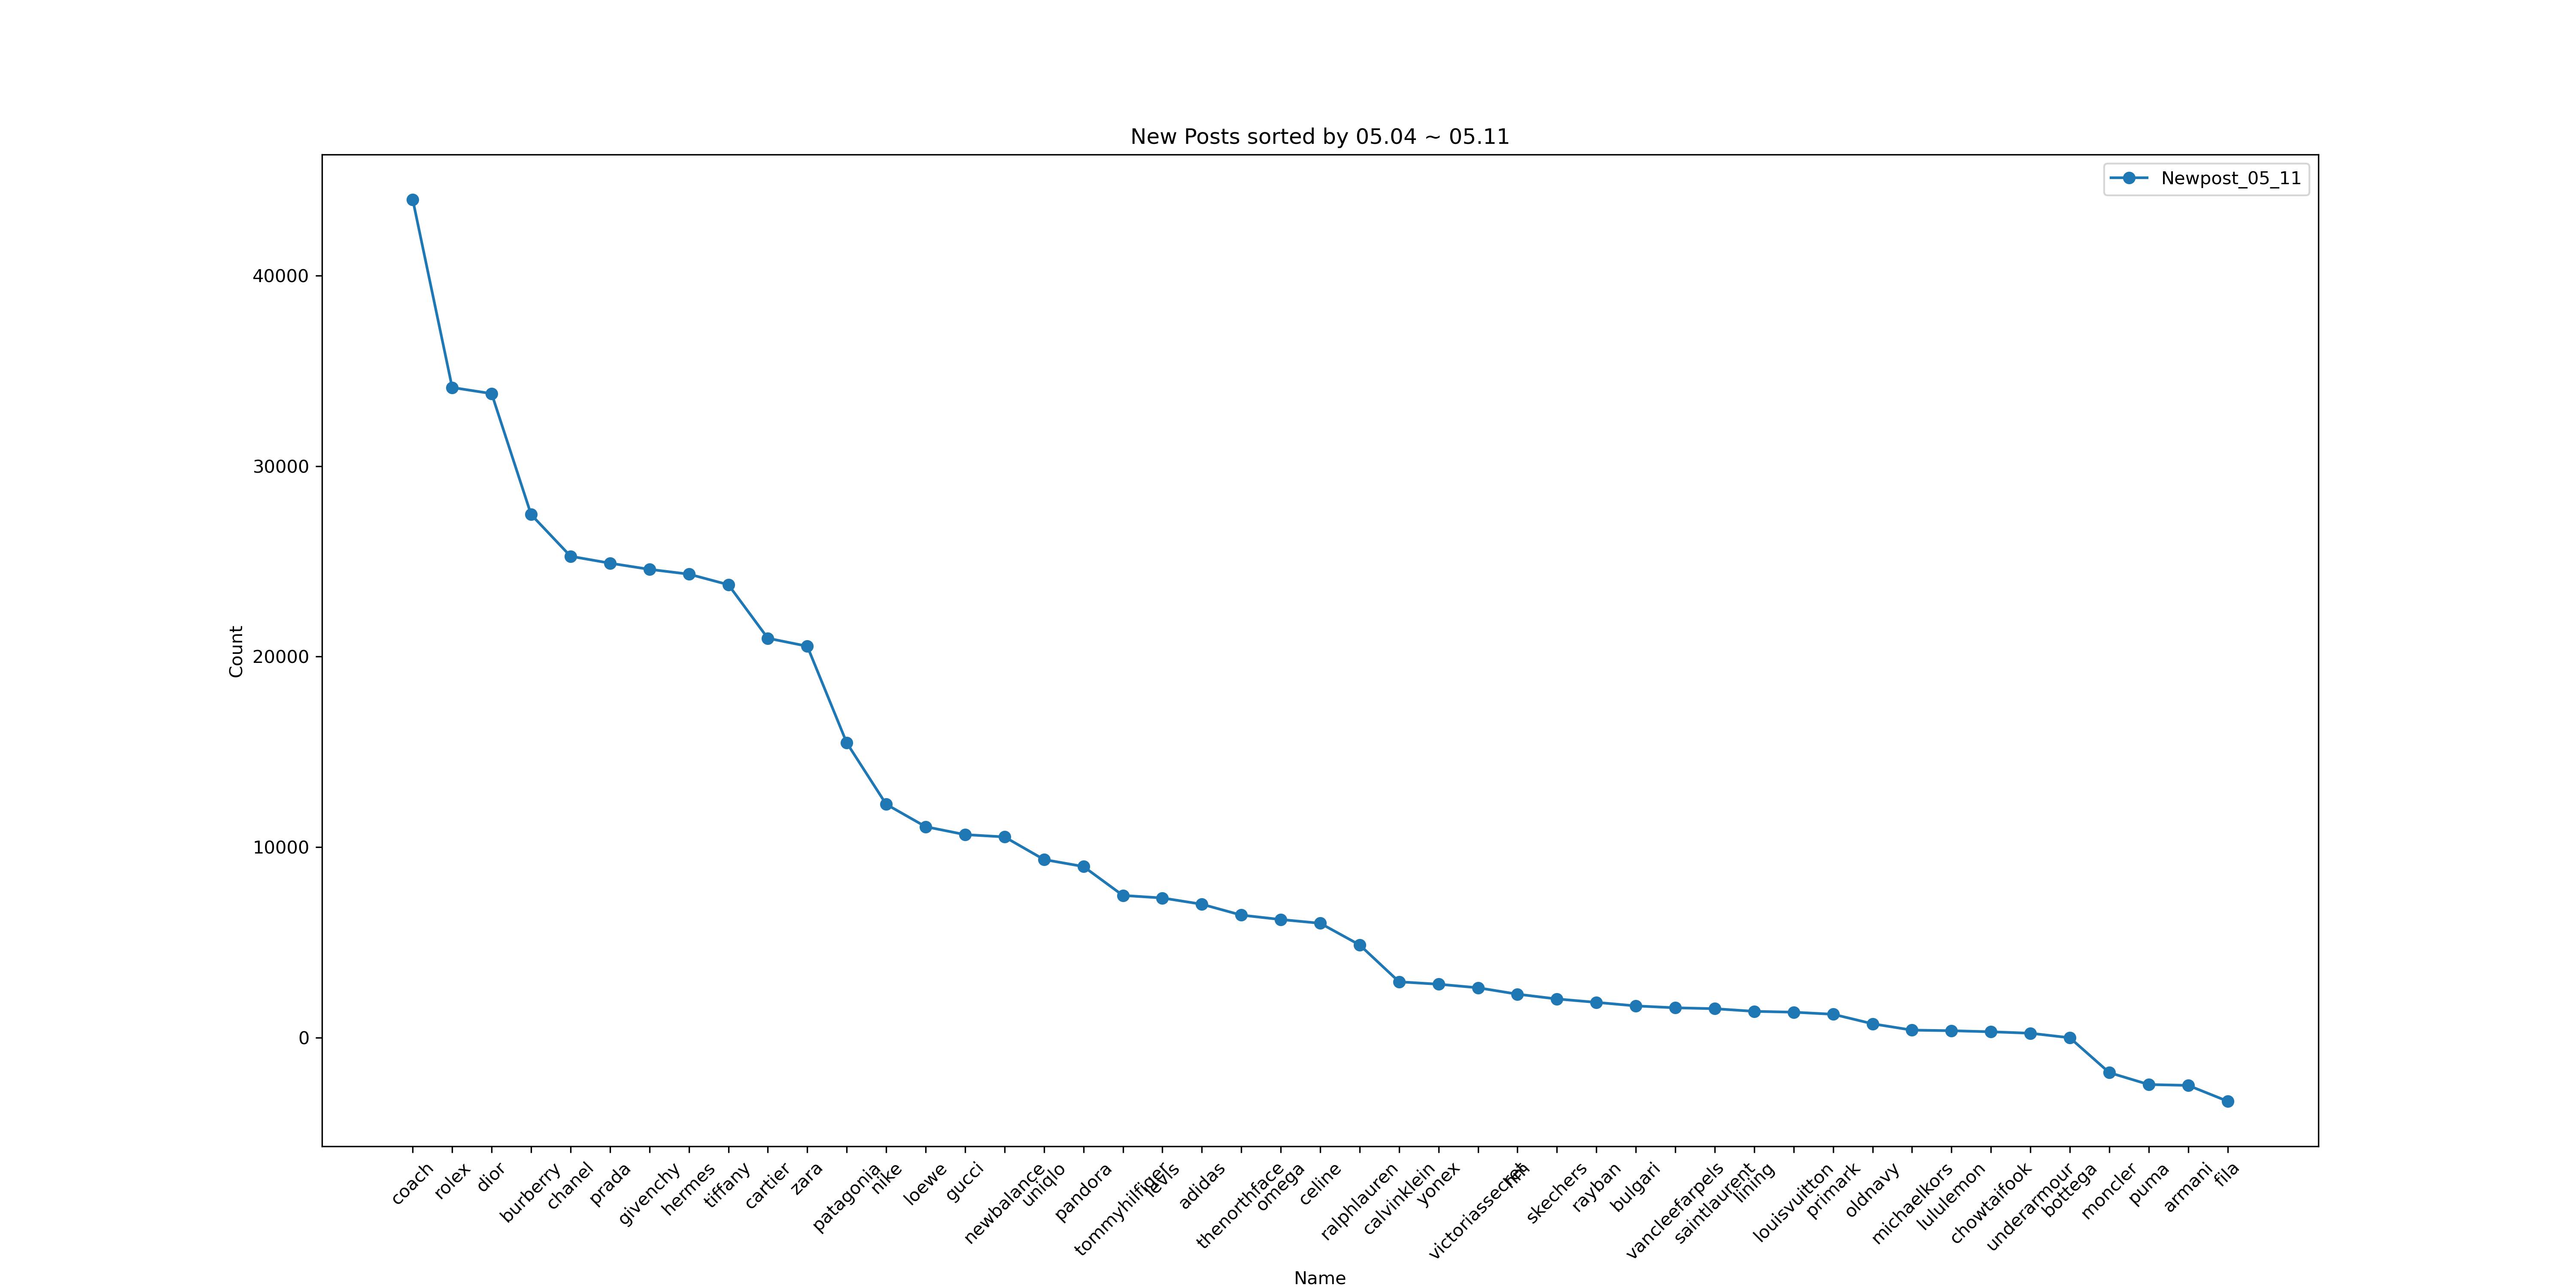 New Posts sorted by 05.04 ~ 05.11
Newpost_05_11
Count
40000
30000
20000
10000
0
coach
rolex
dior
burberry
chanel
prada
givenchy
hermes
tiffany
cartier
zara
patagonia
nike
loewe
gucci
newbalance
uniqlo
pandora
tommyhilfiger
levis
adidas
thenorthface
omega
celine
ralphlauren
calvinklein
yonex
victoriassecret
skechers
rayban
bulgari
vancleefarpels
saintlaurent
lining
louisvuitton
primark
oldnavy
michaelkors
lululemon
chowtaifook
underarmour
bottega
moncler
puma
armani
fila
Name